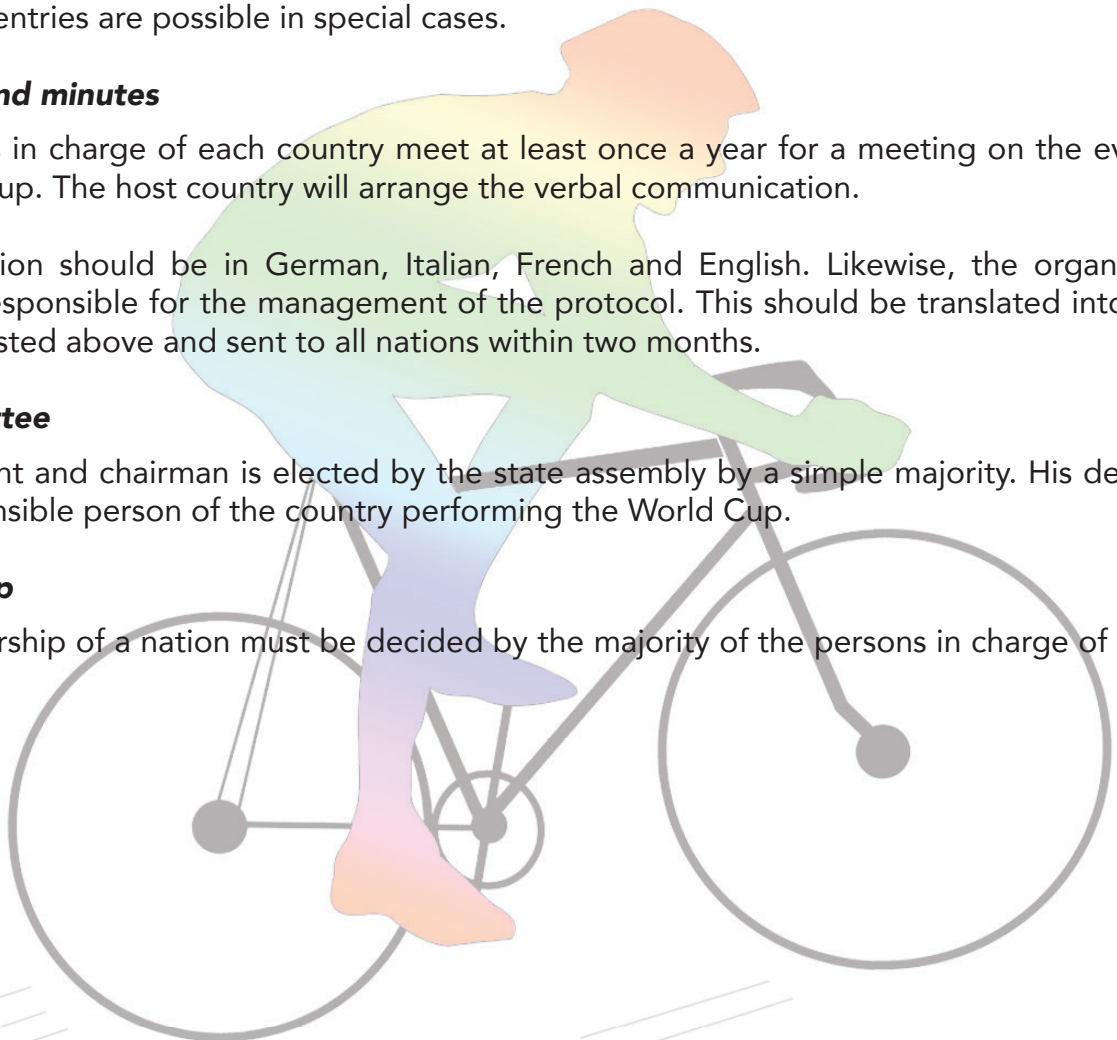 entries are possible in special cases.
nd minutes
in charge of each country meet at least once a year for a meeting on the ev
up. The host country will arrange the verbal communication.
ion should be in German, Italian, French and English. Likewise, the organ
esponsible for the management of the protocol. This should be translated into
sted above and sent to all nations within two months.
ttee
nt and chairman is elected by the state assembly by a simple majority. His de
nsible person of the country performing the World Cup.
p
rship of a nation must be decided by the majority of the persons in charge of